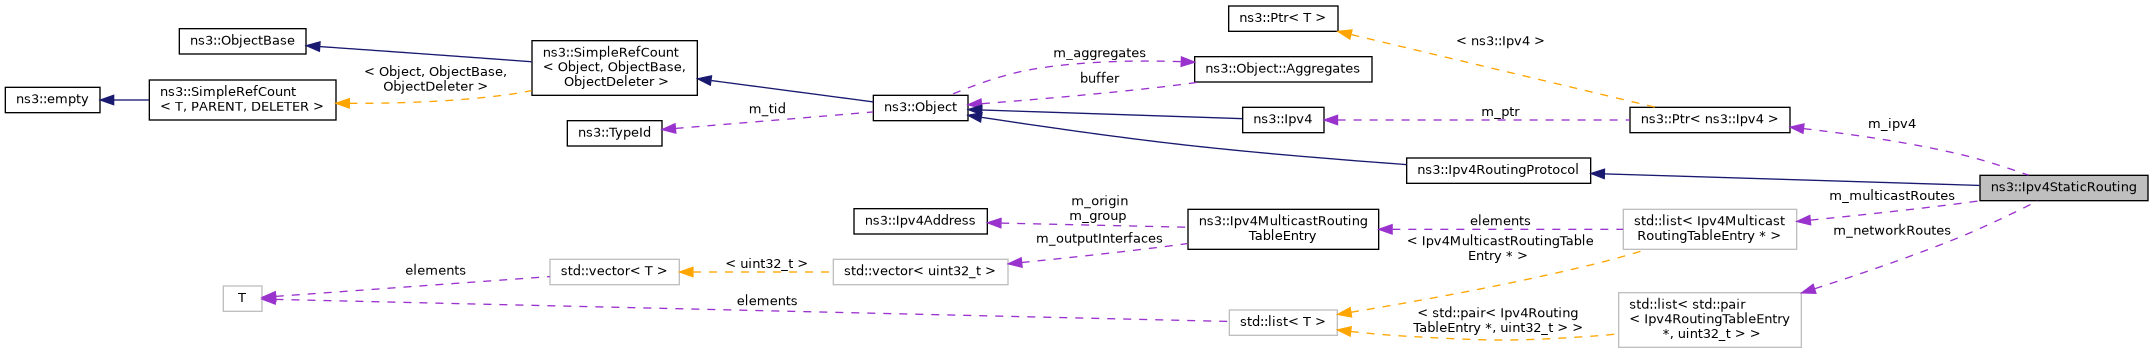 ns3::Ptr< T >
ns3::ObjectBase
ns3::SimpleRefCount
< Object, ObjectBase,
ObjectDeleter >
< ns3::Ipv4 >
m_aggregates
ns3::Object::Aggregates
< Object, ObjectBase,
ObjectDeleter >
buffer
ns3::empty
ns3::SimpleRefCount
< T, PARENT, DELETER >
ns3::Object
m_tid
ns3::TypeId
ns3::Ipv4
m_ptr
ns3::Ptr< ns3::Ipv4 >
m_ipv4
ns3::Ipv4RoutingProtocol
ns3::Ipv4StaticRouting
m_multicastRoutes
m_origin
m_group
ns3::Ipv4Address
ns3::Ipv4MulticastRouting
TableEntry
elements
std::list< Ipv4Multicast
RoutingTableEntry * >
m_networkRoutes
m_outputInterfaces
< Ipv4MulticastRoutingTable
Entry * >
elements
std::vector< T >
< uint32_t >
std::vector< uint32_t >
T
elements
std::list< T >
< std::pair< Ipv4Routing
TableEntry *, uint32_t > >
std::list< std::pair
< Ipv4RoutingTableEntry
*, uint32_t > >